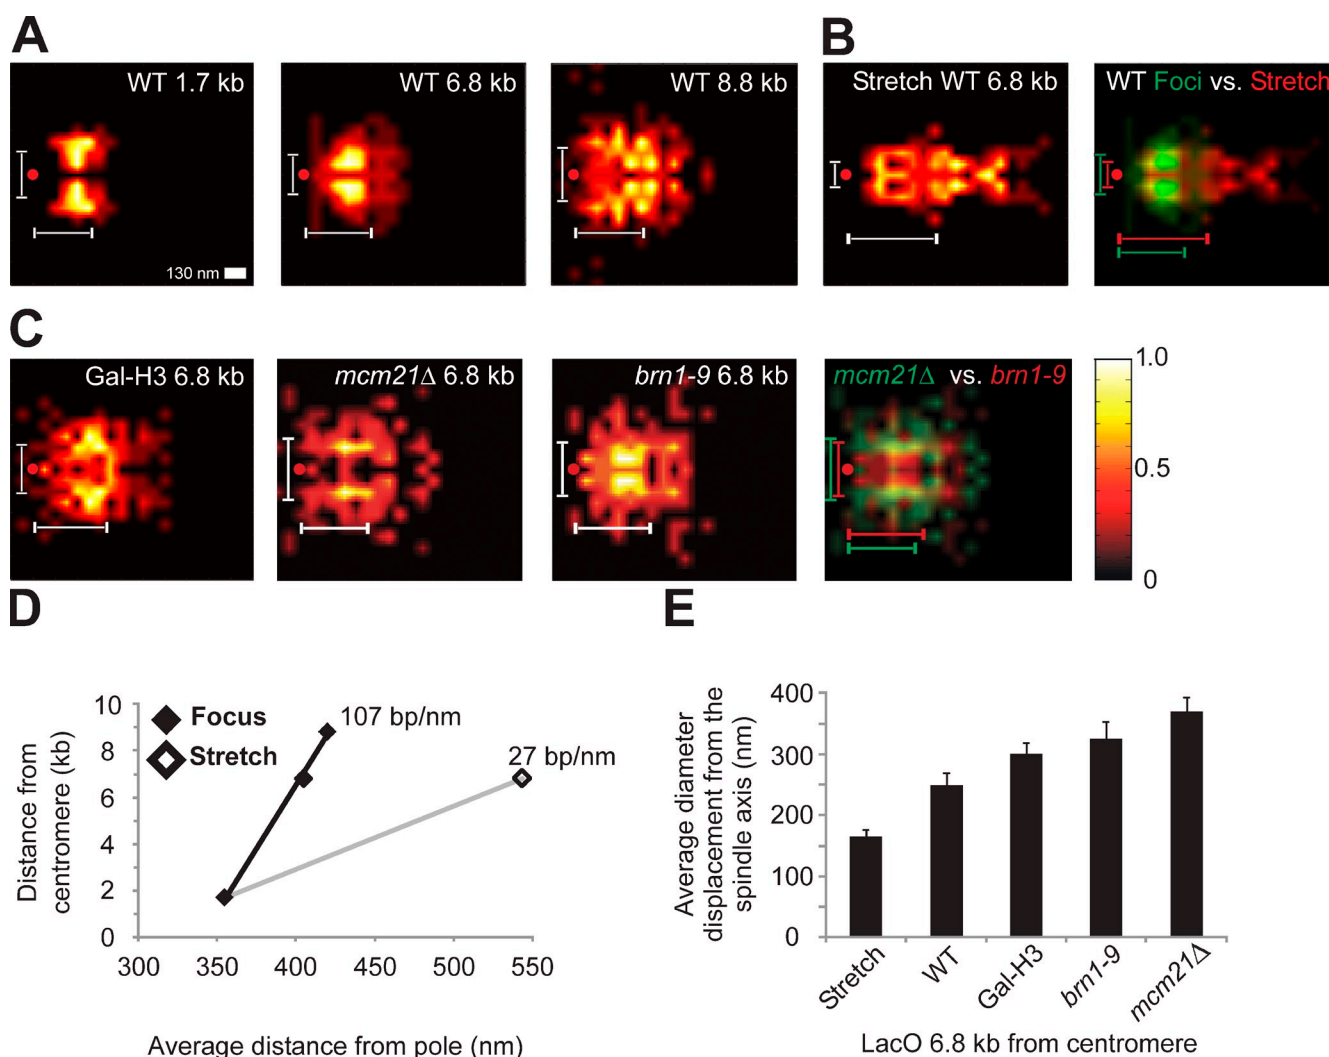 A
B
WT 1.7 kb
WT 6.8 kb
WT 8.8 kb
Stretch WT 6.8 kb
WT Foci vs. Stretch
130 nm
C
Gal-H3 6.8 kb
mcm21Δ 6.8 kb
brn1-9 6.8 kb
mcm21Δ vs. brn1-9
1.0
0.5
0
D
E
Distance from
centromere (kb)
10
8
6
4
2
0
Focus
Stretch
107 bp/nm
27 bp/nm
300
350
400
450
500
550
Average distance from pole (nm)
Average diameter
displacement from the
spindle axis (nm)
400
300
200
100
0
Stretch
WT
Gal-H3
brn1-9
mcm21Δ
LacO 6.8 kb from centromere